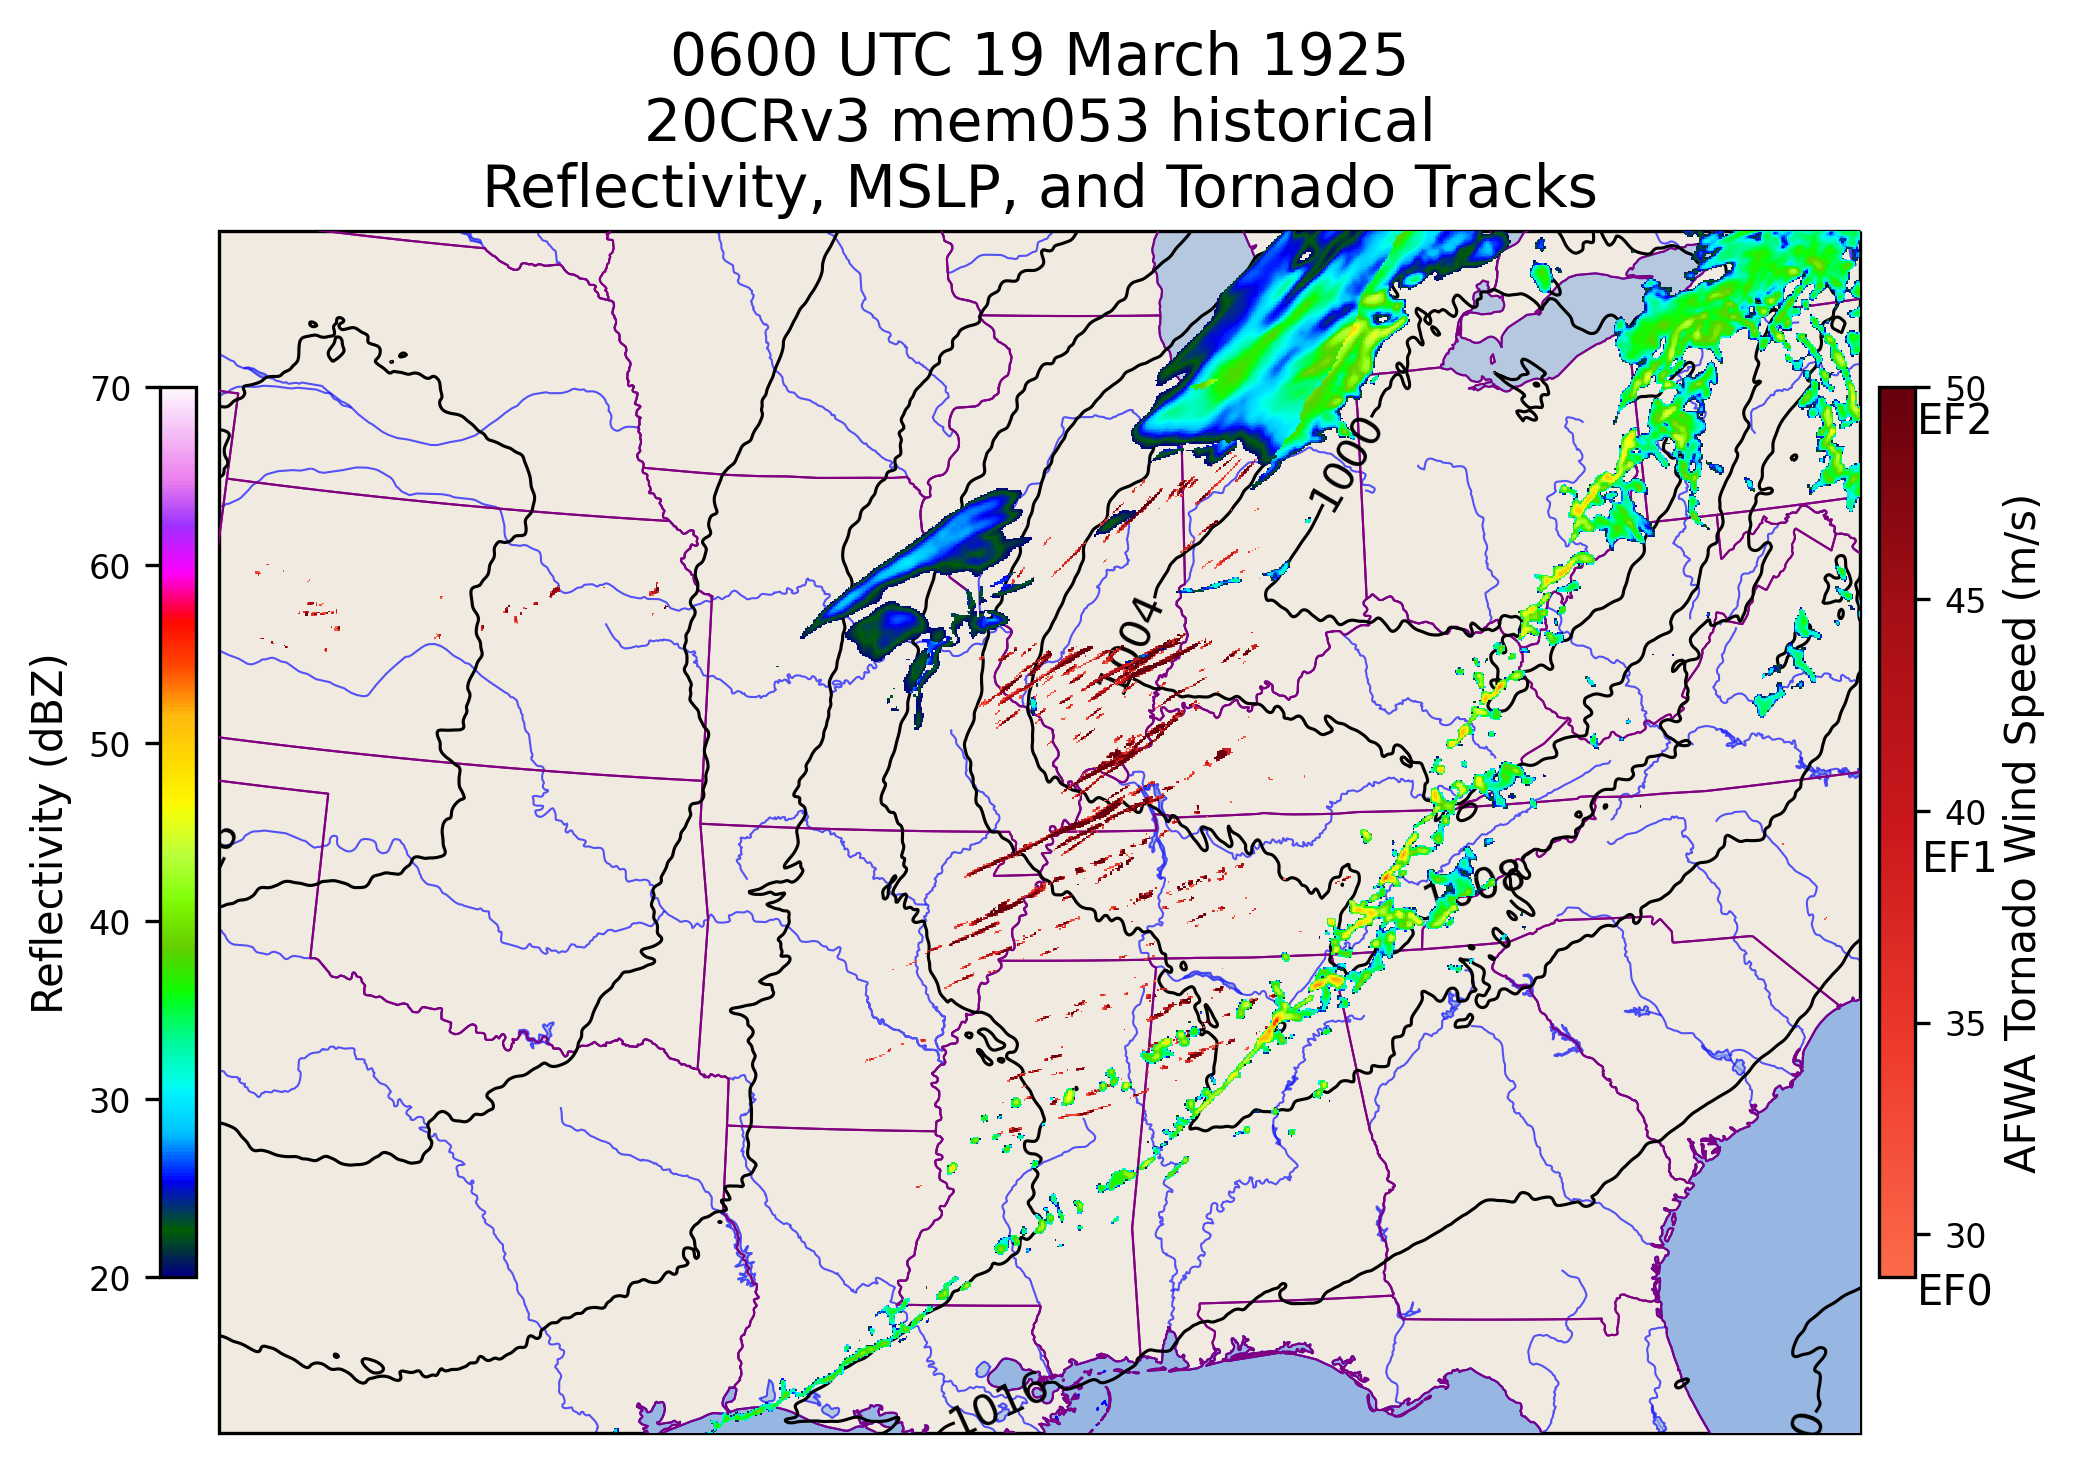 0600 UTC 19 March 1925
20CRv3 mem053 historical
Reflectivity, MSLP, and Tornado Tracks
Reflectivity (dBZ)
70
60
50
40
30
20
1000
1004
1008
1016
50
EF2
45
40
EF1
35
30
EF0
AFWA Tornado Wind Speed (m/s)